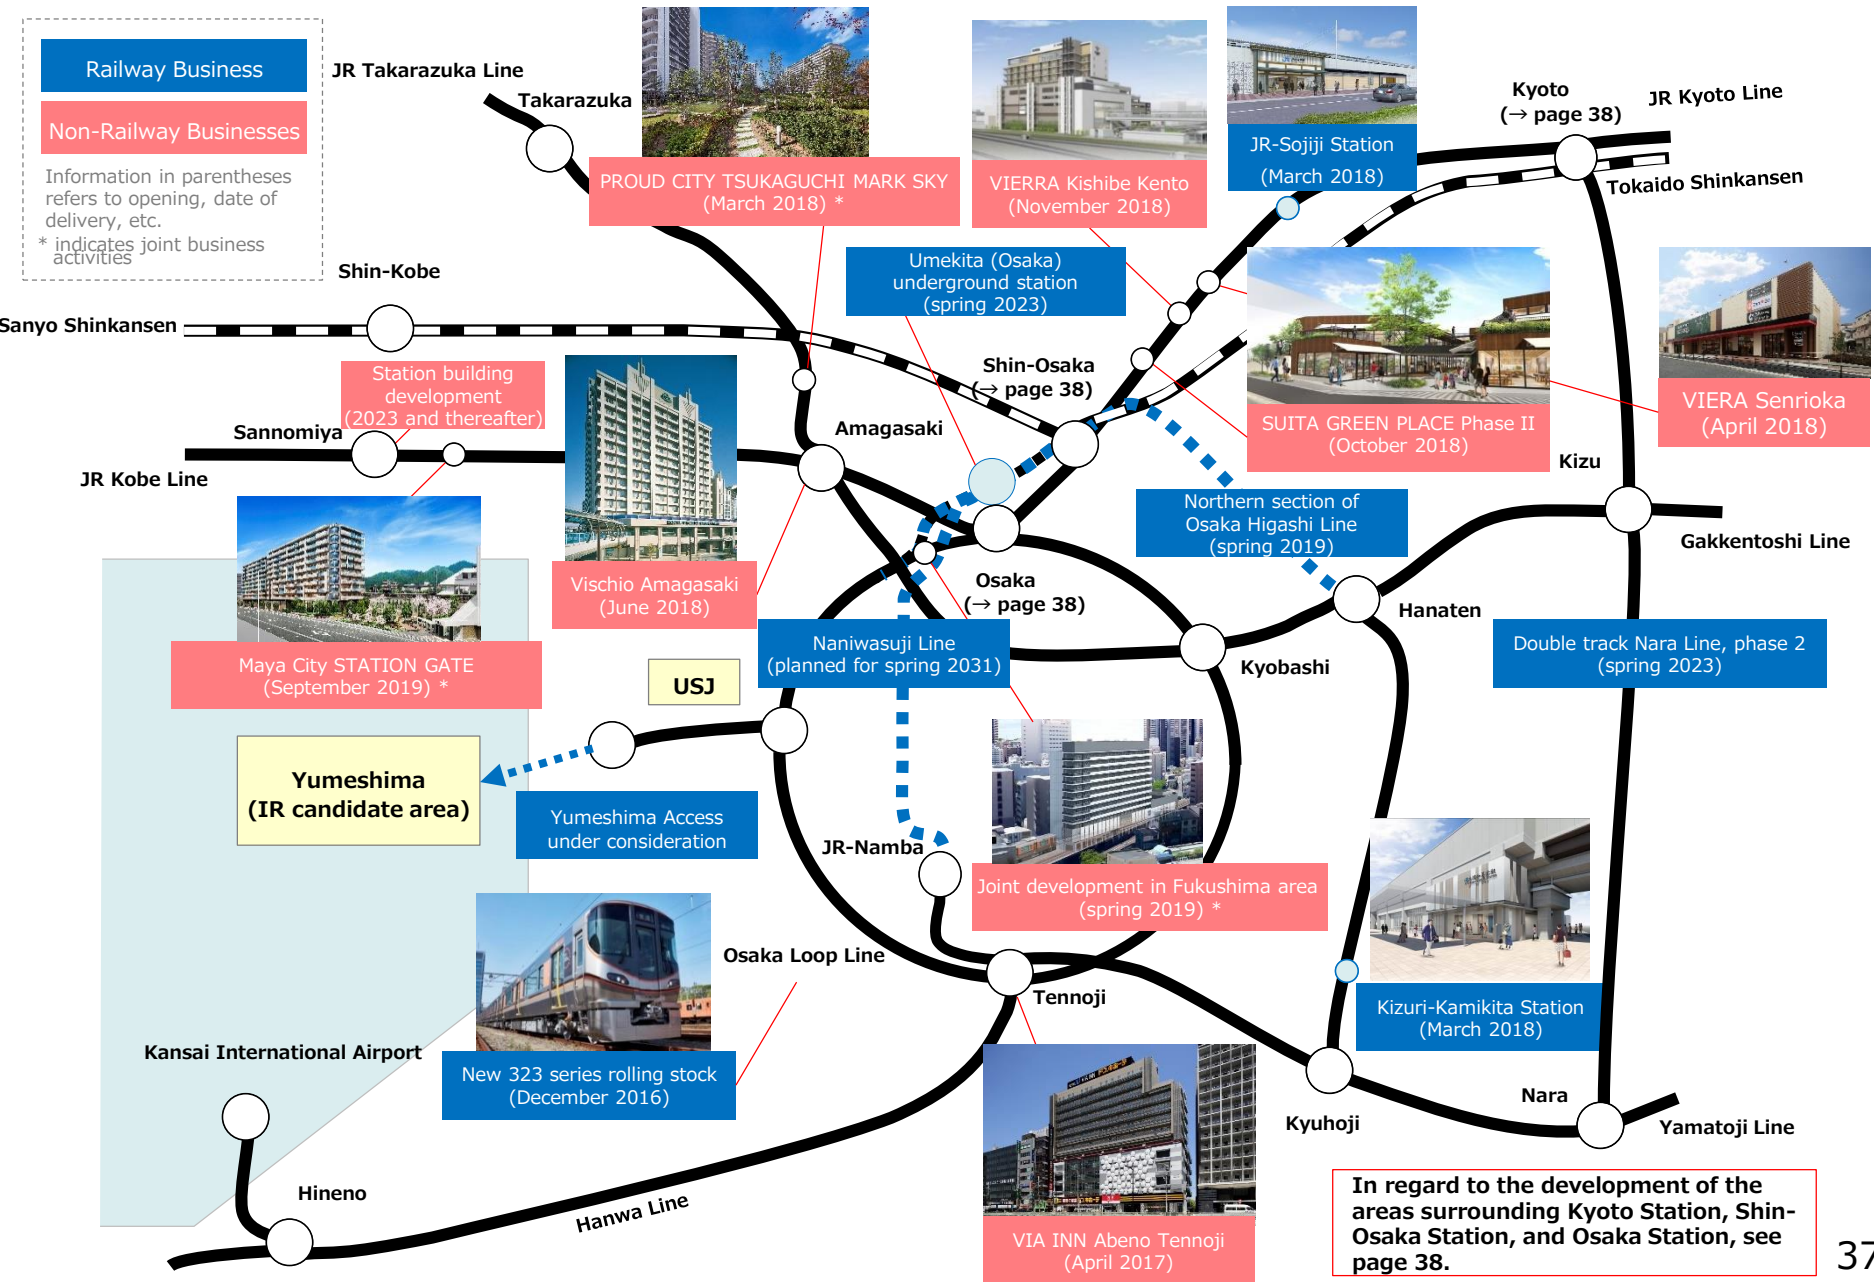 Railway Business
Non-Railway Businesses
Information in parentheses
refers to opening, date of
delivery, etc.
* indicates joint business
activities
JR Takarazuka Line
Takarazuka
PROUD CITY TSUKAGUCHI MARK SKY
(March 2018) *
VIERRA Kishibe Kento
(November 2018)
JR-Sojiji Station
(March 2018)
Kyoto
(→ page 38)
JR Kyoto Line
Tokaido Shinkansen
Shin-Kobe
Sanyo Shinkansen
Umekita (Osaka)
underground station
(spring 2023)
Station building
development
(2023 and thereafter)
Shin-Osaka
(→ page 38)
SUITA GREEN PLACE Phase II
(October 2018)
VIERA Senrioka
(April 2018)
Sannomiya
JR Kobe Line
Amagasaki
Kizu
Northern section of
Osaka Higashi Line
(spring 2019)
Gakkentoshi Line
Vischio Amagasaki
(June 2018)
Osaka
(→ page 38)
Hanaten
Maya City STATION GATE
(September 2019) *
Naniwasuji Line
(planned for spring 2031)
Kyobashi
Double track Nara Line, phase 2
(spring 2023)
USJ
Yumeshima
(IR candidate area)
Yumeshima Access
under consideration
JR-Namba
Joint development in Fukushima area
(spring 2019) *
Osaka Loop Line
Tennoji
Kizuri-Kamikita Station
(March 2018)
Kansai International Airport
New 323 series rolling stock
(December 2016)
Nara
Kyuhoji
Yamatoji Line
Hineno
Hanwa Line
VIA INN Abeno Tennoji
(April 2017)
In regard to the development of the
areas surrounding Kyoto Station, Shin-
Osaka Station, and Osaka Station, see
page 38.
37